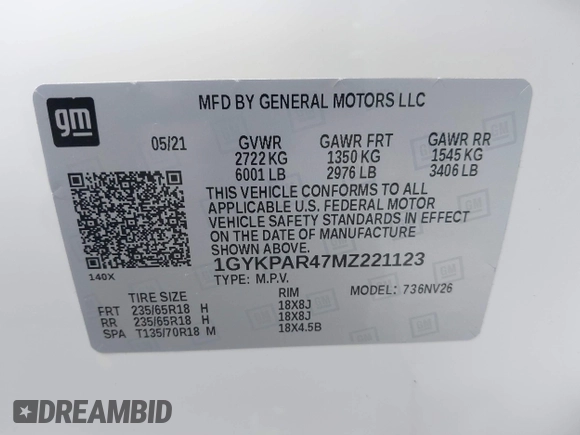 gm
MFD BY GENERAL MOTORS LLC
05/21 GVWR GAWR FRT GAWR RR
2722 KG 1350 KG 1545 KG
6001 LB 2976 LB 3406 LB
THIS VEHICLE CONFORMS TO ALL
APPLICABLE U.S. FEDERAL MOTOR
VEHICLE SAFETY STANDARDS IN EFFECT
ON THE DATE OF MANUFACTURE
SHOWN ABOVE.
140X 1GYKPAR47MZ221123
TYPE: M.P.V. MODEL: 736NV26
TIRE SIZE RIM
FRT 235/65R18 H 18X8J
RR 235/65R18 H 18X8J
SPA T135/70R18 M 18X4.5B
DREAMBID